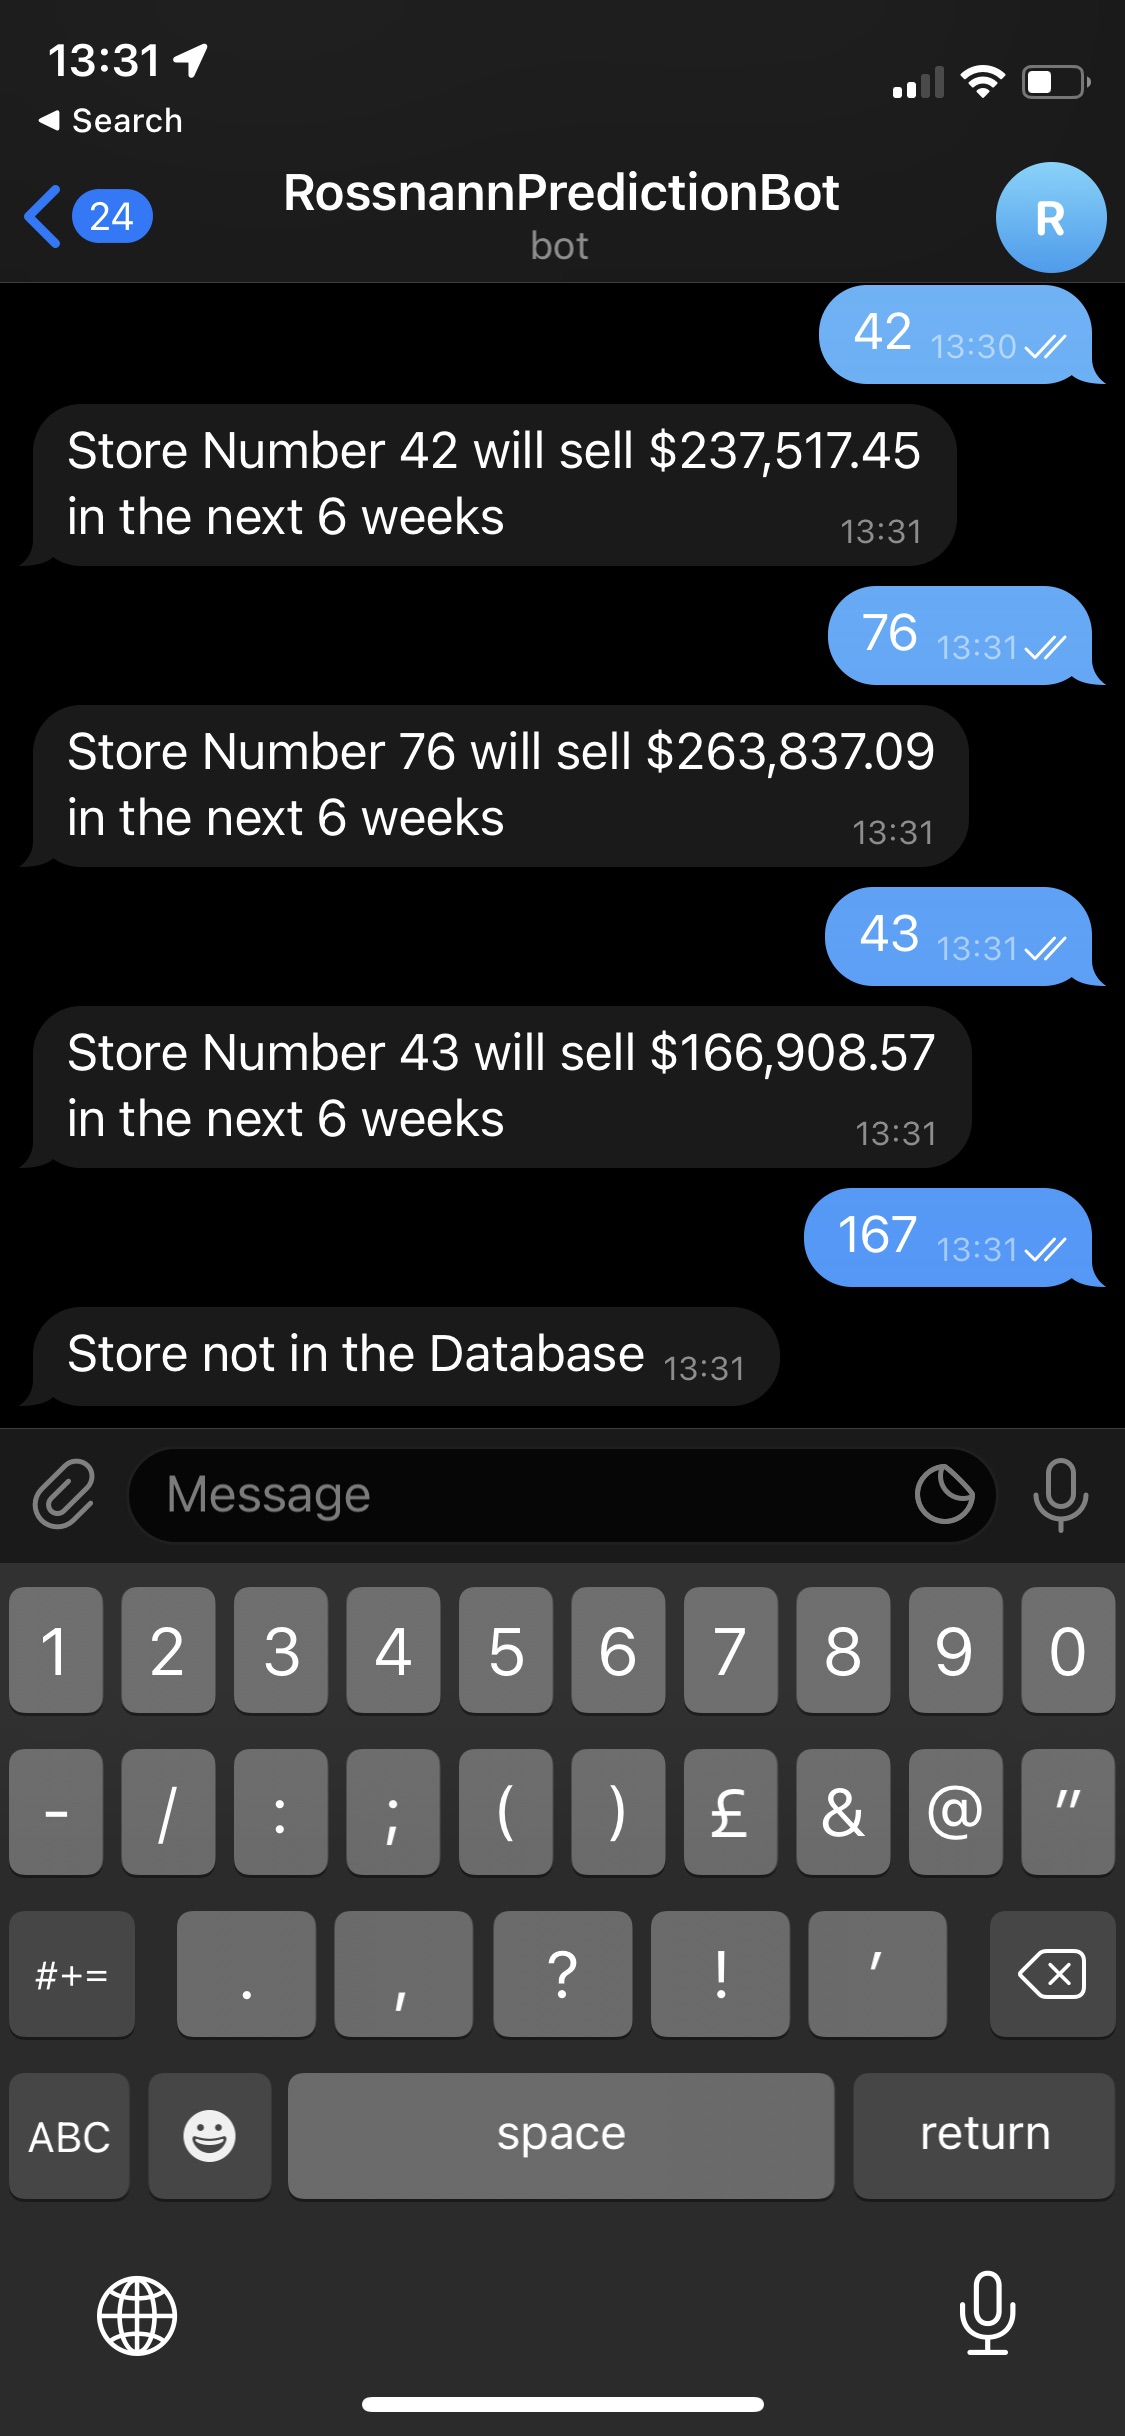 13:31
Search
24
RossnannPredictionBot
bot
R
42 13:30
Store Number 42 will sell $237,517.45
in the next 6 weeks
13:31
76 13:31
Store Number 76 will sell $263,837.09
in the next 6 weeks
13:31
43 13:31
Store Number 43 will sell $166,908.57
in the next 6 weeks
13:31
167 13:31
Store not in the Database 13:31
Message
1 2 3 4 5 6 7 8 9 0
- / : ; ( ) £ & @ "
#+= . , ? ! '
ABC space return